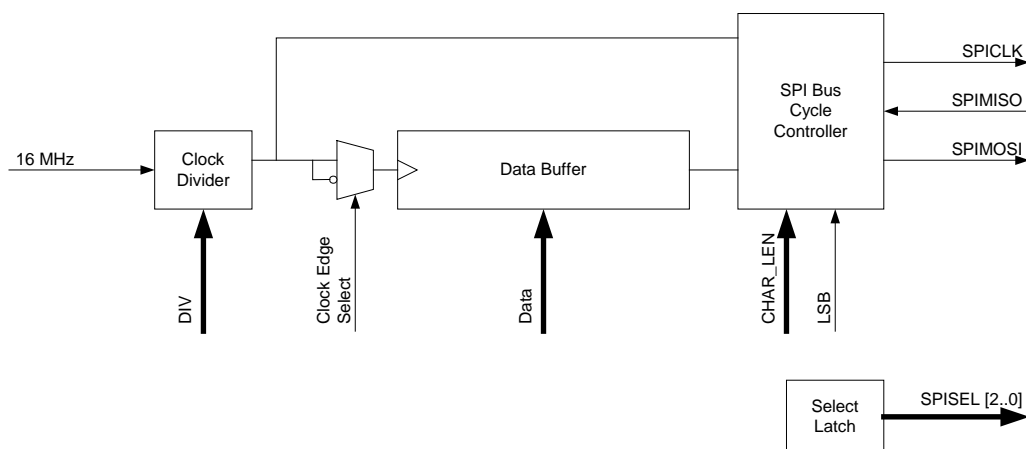 SPICLK
SPI Bus
Cycle
Controller
SPIMISO
16 MHz
Clock
Divider
Data Buffer
SPIMOSI
DIV
Clock Edge
Select
Data
CHAR_LEN
LSB
Select
Latch
SPISEL [2..0]